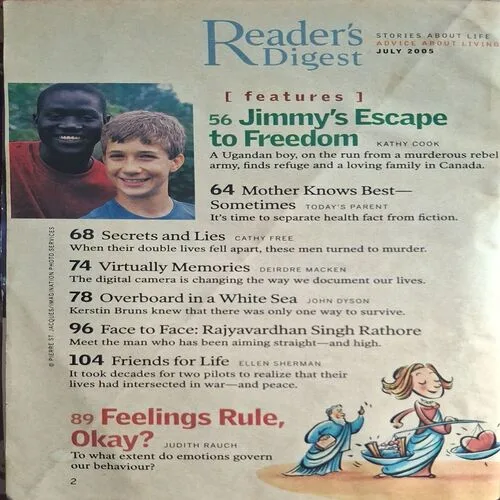 Reader's
Digest
STORIES ABOUT LIFE
ADVICE ABOUT LIVING
JULY 2005
[ features ]
56 Jimmy's Escape
to Freedom KATHY COOK
A Ugandan boy, on the run from a murderous rebel
army, finds refuge and a loving family in Canada.
64 Mother Knows Best—
Sometimes TODAY'S PARENT
It's time to separate health fact from fiction.
68 Secrets and Lies CATHY FREE
When their double lives fell apart, these men turned to murder.
74 Virtually Memories DEIRDRE MACKEN
The digital camera is changing the way we document our lives.
78 Overboard in a White Sea JOHN DYSON
Kerstin Bruns knew that there was only one way to survive.
96 Face to Face: Rajyavardhan Singh Rathore
Meet the man who has been aiming straight—and high.
104 Friends for Life ELLEN SHERMAN
It took decades for two pilots to realize that their
lives had intersected in war—and peace.
89 Feelings Rule,
Okay? JUDITH RAUCH
To what extent do emotions govern
our behaviour?
2
© PIERRE ST. JACQUES/IMAGINATION PHOTO SERVICES